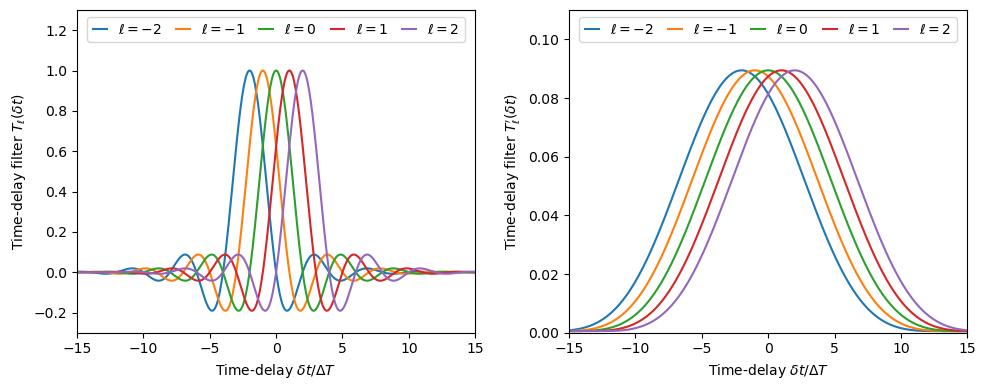 ℓ = −2 ℓ = −1 ℓ = 0 ℓ = 1 ℓ = 2
1.2
1.0
0.8
0.6
0.4
0.2
0.0
−0.2
Time-delay filter Tℓ(δt)
−15 −10 −5 0 5 10 15
Time-delay δt/ΔT
ℓ = −2 ℓ = −1 ℓ = 0 ℓ = 1 ℓ = 2
0.10
0.08
0.06
0.04
0.02
0.00
Time-delay filter T′ℓ(δt)
−15 −10 −5 0 5 10 15
Time-delay δt/ΔT